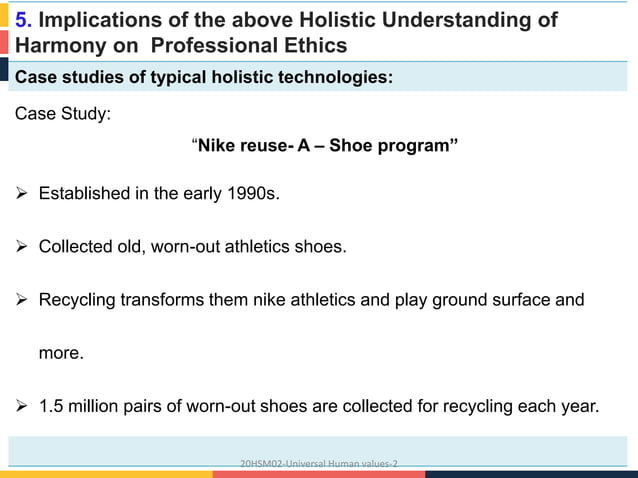 5. Implications of the above Holistic Understanding of
Harmony on Professional Ethics
Case studies of typical holistic technologies:
Case Study:
“Nike reuse- A – Shoe program”
➢ Established in the early 1990s.
➢ Collected old, worn-out athletics shoes.
➢ Recycling transforms them nike athletics and play ground surface and
more.
➢ 1.5 million pairs of worn-out shoes are collected for recycling each year.
20HSM02-Universal Human values-2